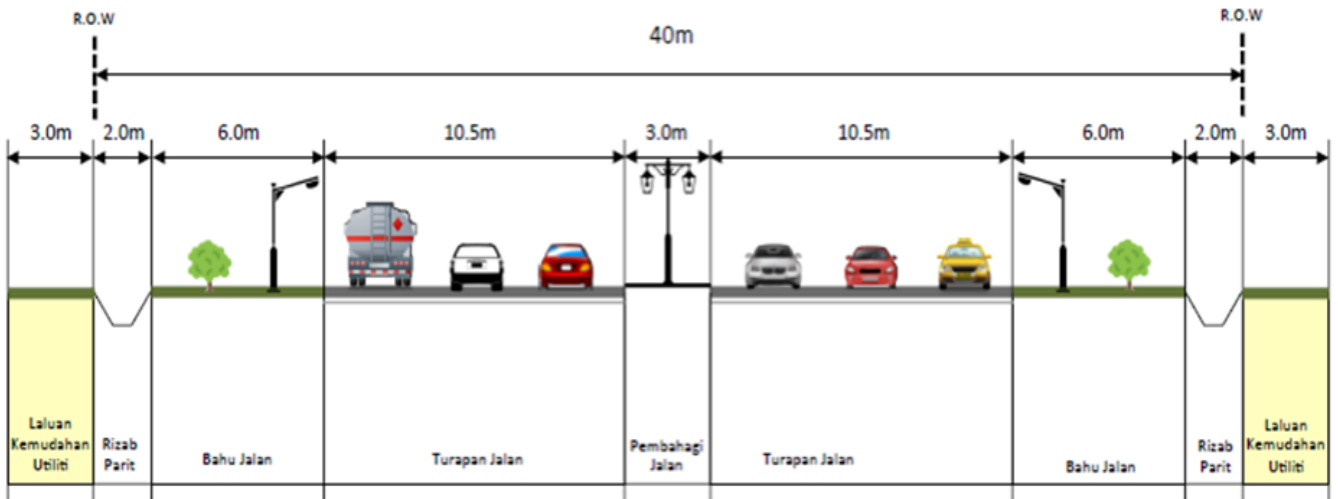 R.O.W
R.O.W
40m
3.0m 2.0m 6.0m 10.5m 3.0m 10.5m 6.0m 2.0m 3.0m
Laluan
Kemudahan
Utiliti
Rizab
Parit
Bahu Jalan
Turapan Jalan
Pembahagi
Jalan
Turapan Jalan
Bahu Jalan
Rizab
Parit
Laluan
Kemudahan
Utiliti